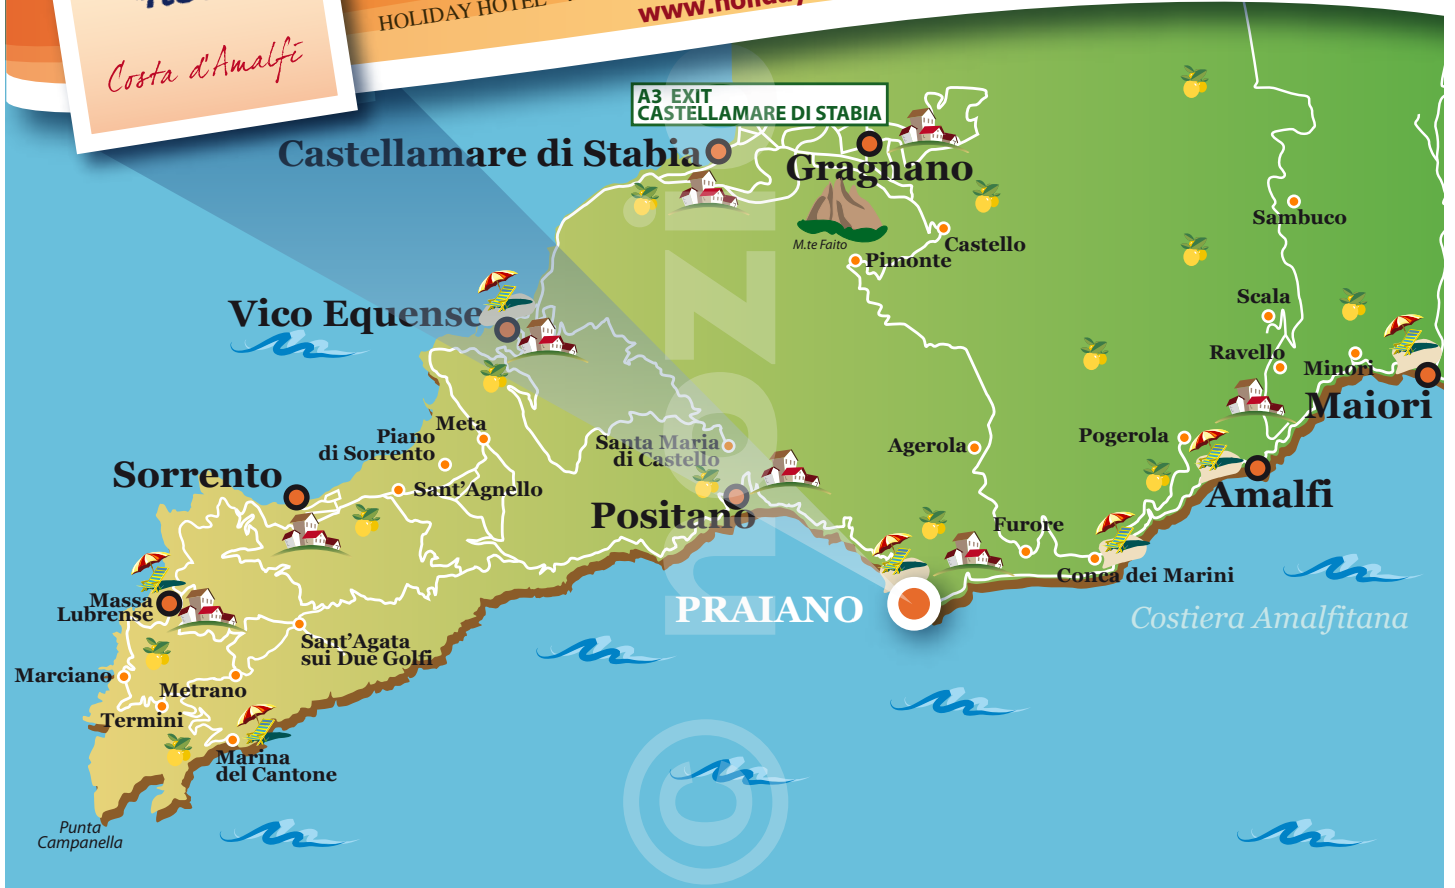 Costa d'Amalfi
HOLIDAY HOTEL
A3 EXIT
CASTELLAMARE DI STABIA
Castellamare di Stabia
Gragnano
M.te Faito
Castello
Pimonte
Sambuco
Vico Equense
Scala
Ravello
Minori
Maiori
Meta
Piano
di Sorrento
Santa Maria
di Castello
Agerola
Pogerola
Sorrento
Sant'Agnello
Positano
Amalfi
Furore
Conca dei Marini
Massa
Lubrense
PRAIANO
Costiera Amalfitana
Sant'Agata
sui Due Golfi
Marciano
Metrano
Termini
Marina
del Cantone
Punta
Campanella
©